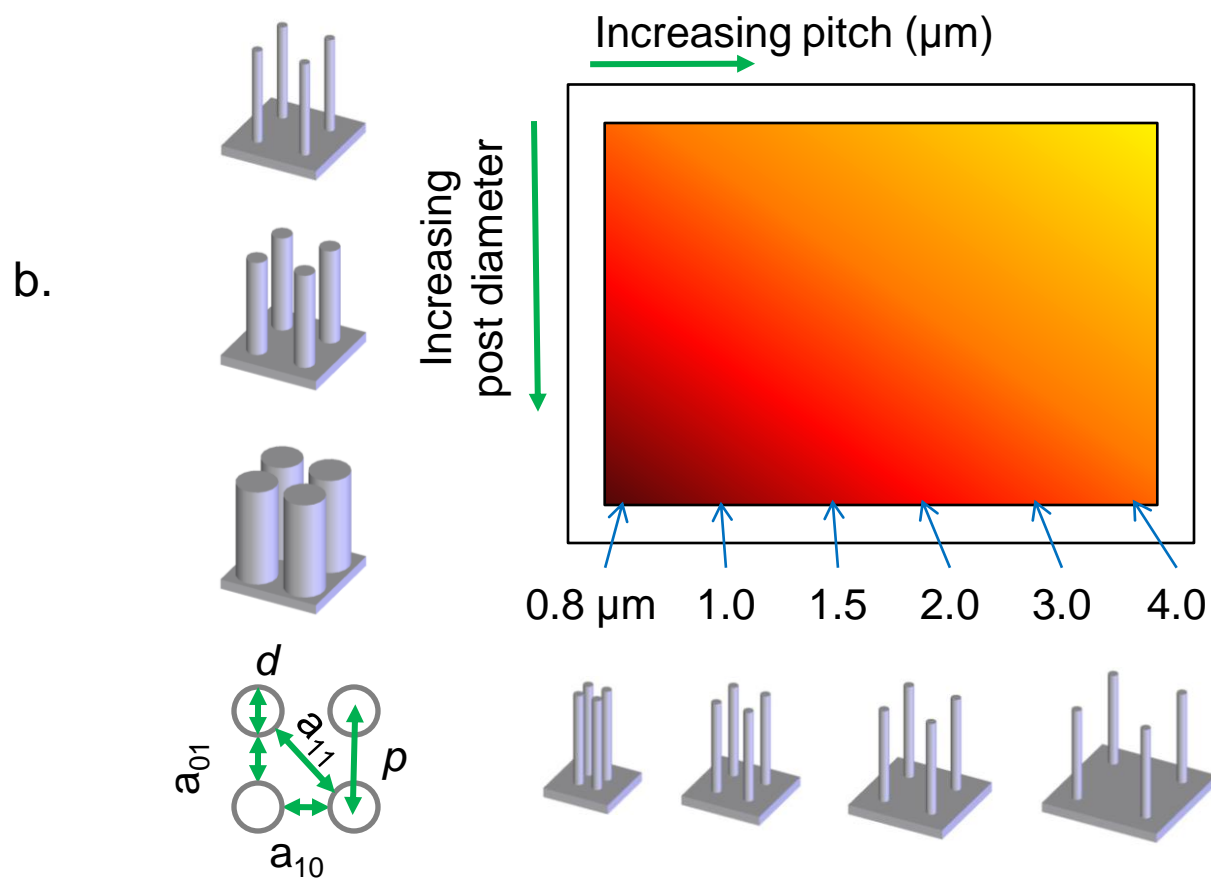 Increasing pitch (µm)
Increasing
post diameter
b.
0.8 µm 1.0 1.5 2.0 3.0 4.0
d
a11
a01
p
a10